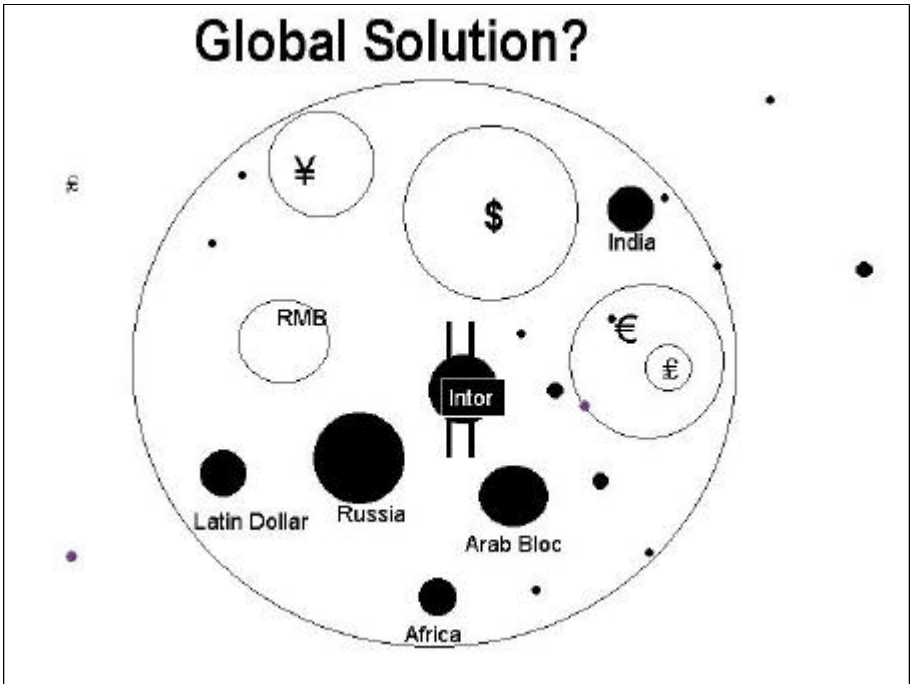 Global Solution?
¥
$
£
India
RMB
€
£
Intor
Latin Dollar
Russia
Arab Bloc
Africa